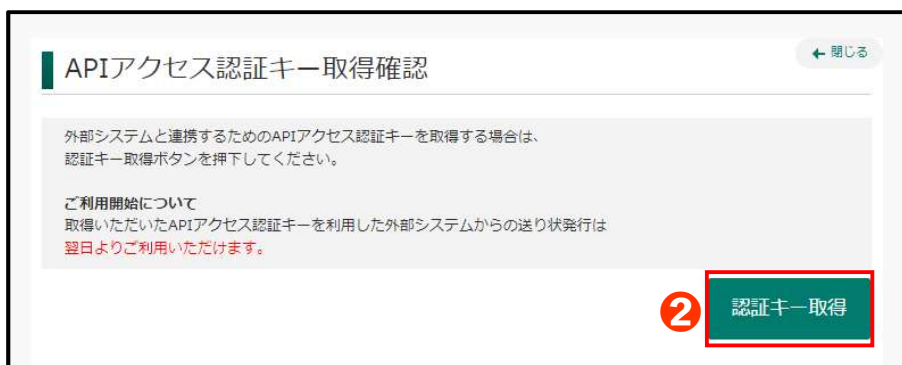 ← 閉じる
APIアクセス認証キー取得確認
外部システムと連携するためのAPIアクセス認証キーを取得する場合は、
認証キー取得ボタンを押下してください。
ご利用開始について
取得いただいたAPIアクセス認証キーを利用した外部システムからの送り状発行は
翌日よりご利用いただけます。
❷ 認証キー取得